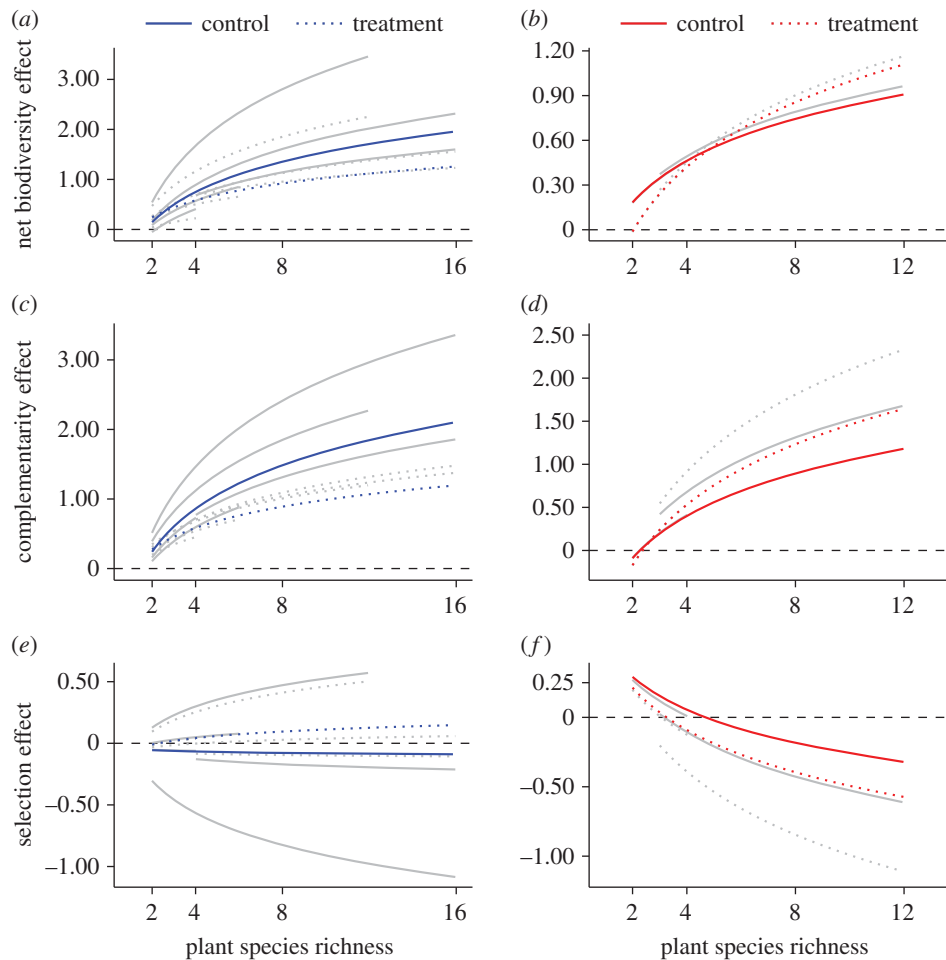 (a) control treatment
(b) control treatment
net biodiversity effect
3.00
2.00
1.00
0
2 4 8 16
1.20
0.90
0.60
0.30
0
2 4 8 12
(c)
(d)
complementarity effect
3.00
2.00
1.00
0
2 4 8 16
2.50
2.00
1.50
1.00
0.50
0
2 4 8 12
(e)
(f)
selection effect
0.50
0
−0.50
−1.00
2 4 8 16
plant species richness
0.25
0
−0.50
−1.00
2 4 8 12
plant species richness